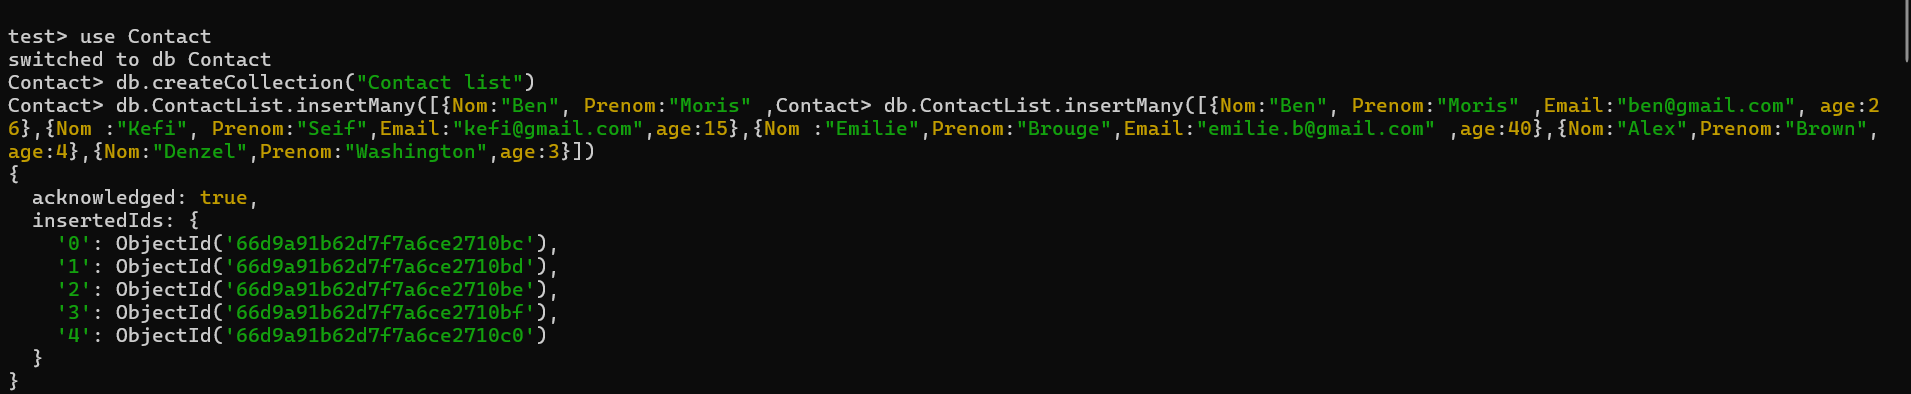 test> use Contact
switched to db Contact
Contact> db.createCollection("Contact list")
Contact> db.ContactList.insertMany([{Nom:"Ben", Prenom:"Moris" ,Contact> db.ContactList.insertMany([{Nom:"Ben", Prenom:"Moris" ,Email:"ben@gmail.com", age:2
6},{Nom :"Kefi", Prenom:"Seif",Email:"kefi@gmail.com",age:15},{Nom :"Emilie",Prenom:"Brouge",Email:"emilie.b@gmail.com" ,age:40},{Nom:"Alex",Prenom:"Brown",
age:4},{Nom:"Denzel",Prenom:"Washington",age:3}])
{
  acknowledged: true,
  insertedIds: {
    '0': ObjectId('66d9a91b62d7f7a6ce2710bc'),
    '1': ObjectId('66d9a91b62d7f7a6ce2710bd'),
    '2': ObjectId('66d9a91b62d7f7a6ce2710be'),
    '3': ObjectId('66d9a91b62d7f7a6ce2710bf'),
    '4': ObjectId('66d9a91b62d7f7a6ce2710c0')
  }
}